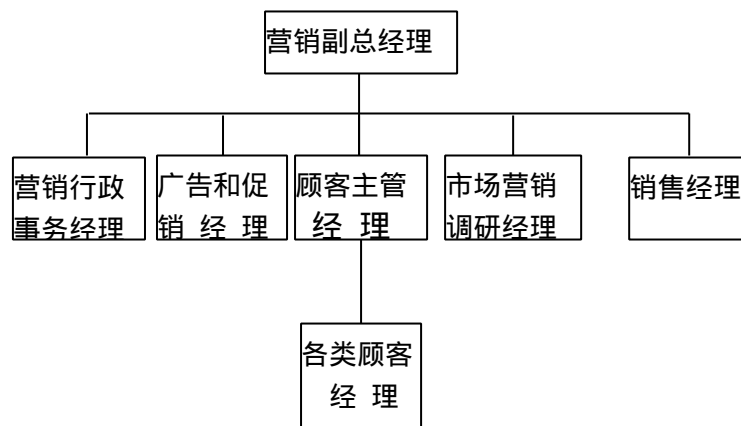 营销副总经理
营销行政
事务经理
广告和促
销 经 理
顾客主管
经 理
市场营销
调研经理
销售经理
各类顾客
经 理